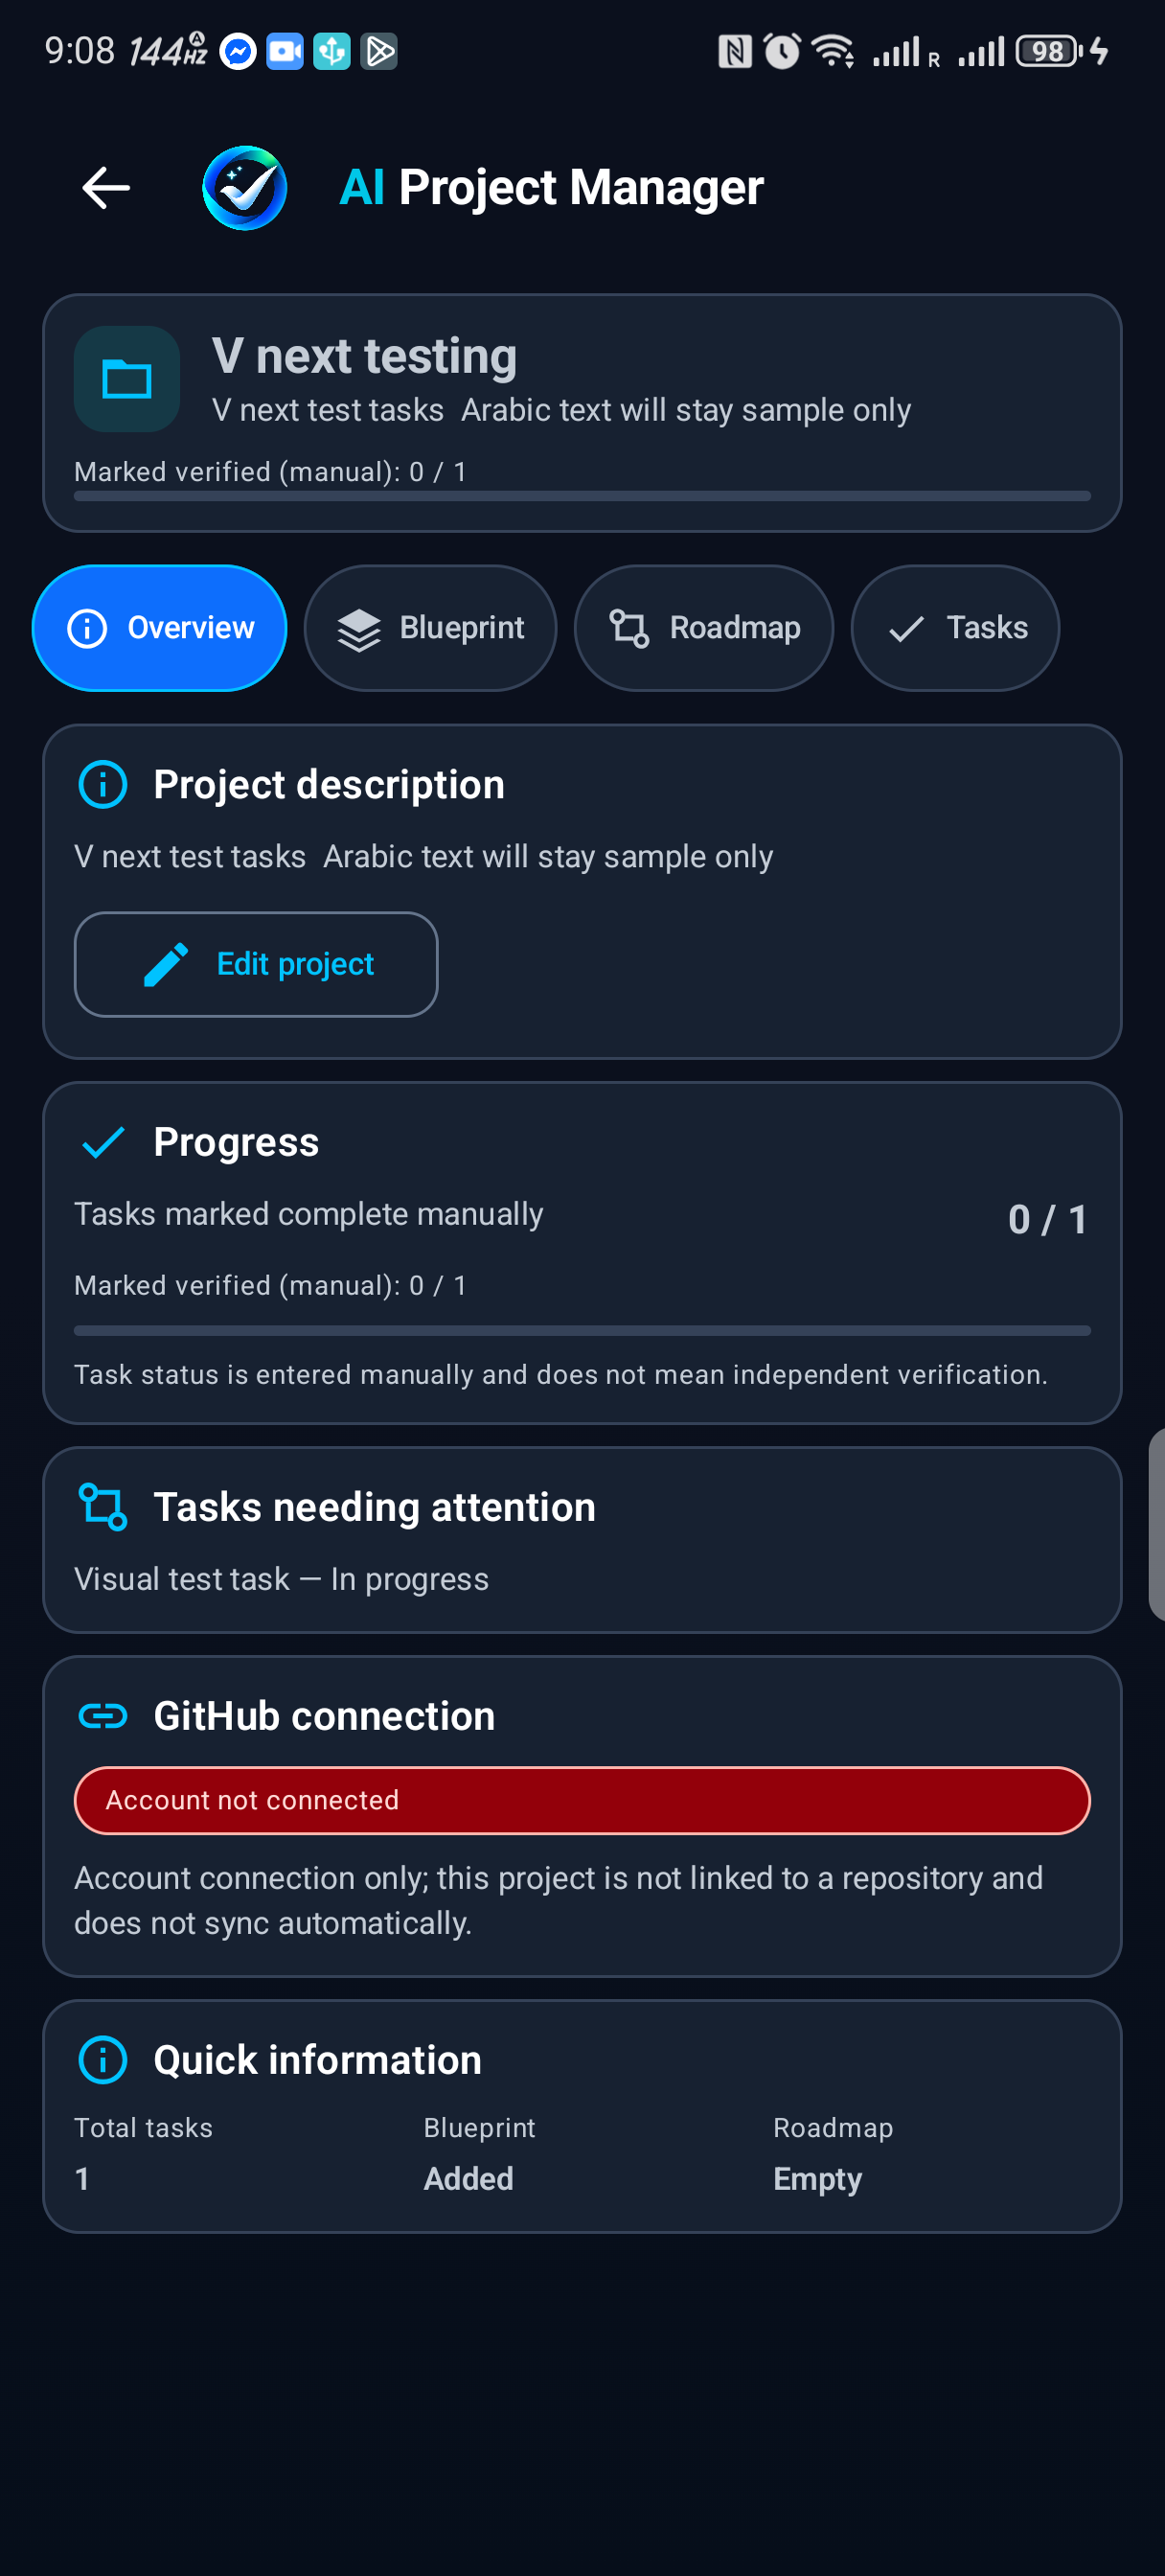 9:08 144HZ A R 98
AI Project Manager
V next testing
V next test tasks  Arabic text will stay sample only
Marked verified (manual): 0 / 1
Overview Blueprint Roadmap Tasks
Project description
V next test tasks  Arabic text will stay sample only
Edit project
Progress
Tasks marked complete manually 0 / 1
Marked verified (manual): 0 / 1
Task status is entered manually and does not mean independent verification.
Tasks needing attention
Visual test task — In progress
GitHub connection
Account not connected
Account connection only; this project is not linked to a repository and
does not sync automatically.
Quick information
Total tasks Blueprint Roadmap
1 Added Empty